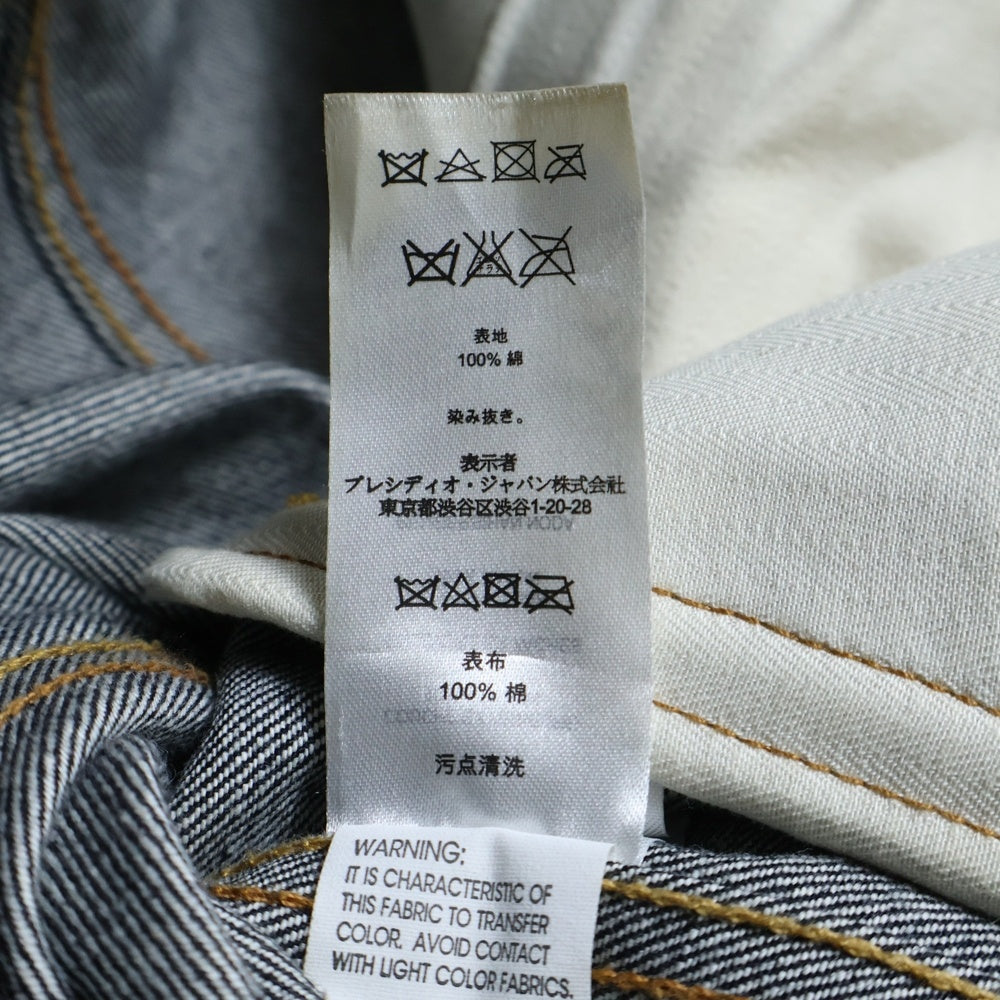 表地
100% 綿
染み抜き。
表示者
プレシディオ・ジャパン株式会社
東京都渋谷区渋谷1-20-28
表布
100% 棉
污点清洗
WARNING:
IT IS CHARACTERISTIC OF
THIS FABRIC TO TRANSFER
COLOR. AVOID CONTACT
WITH LIGHT COLOR FABRICS.